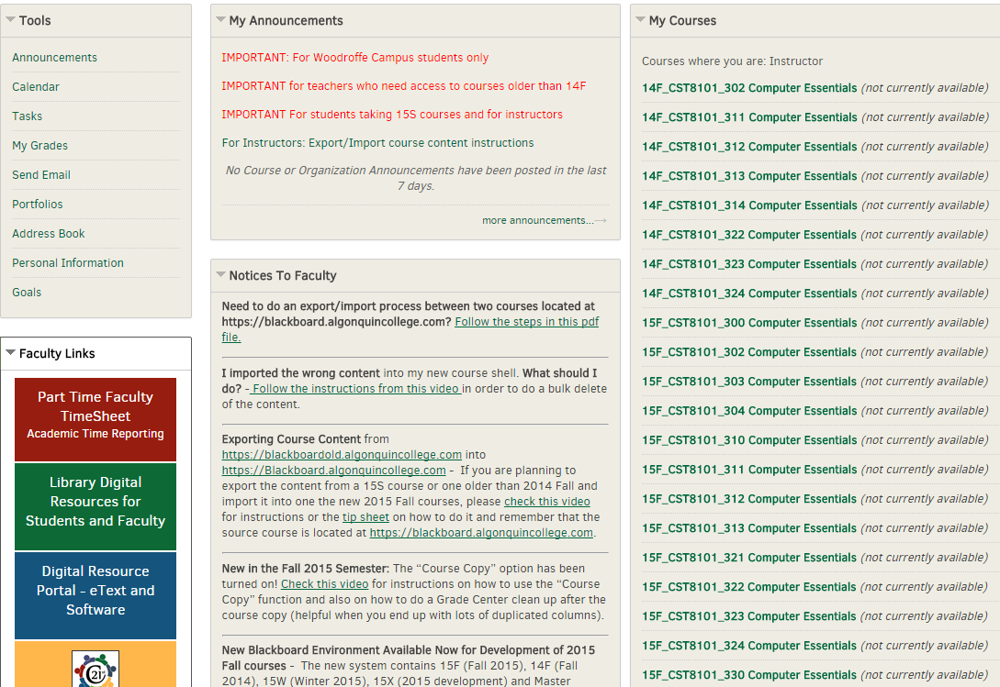 Tools
Announcements
Calendar
Tasks
My Grades
Send Email
Portfolios
Address Book
Personal Information
Goals
Faculty Links
Part Time Faculty
TimeSheet
Academic Time Reporting
Library Digital
Resources for
Students and Faculty
Digital Resource
Portal - eText and
Software
C21
My Announcements
IMPORTANT: For Woodroffe Campus students only
IMPORTANT for teachers who need access to courses older than 14F
IMPORTANT For students taking 15S courses and for instructors
For Instructors: Export/Import course content instructions
No Course or Organization Announcements have been posted in the last
7 days.
more announcements...→
Notices To Faculty
Need to do an export/import process between two courses located at
https://blackboard.algonquincollege.com? Follow the steps in this pdf
file.
I imported the wrong content into my new course shell. What should I
do? - Follow the instructions from this video in order to do a bulk delete
of the content.
Exporting Course Content from
https://blackboardold.algonquincollege.com into
https://Blackboard.algonquincollege.com - If you are planning to
export the content from a 15S course or one older than 2014 Fall and
import it into one the new 2015 Fall courses, please check this video
for instructions or the tip sheet on how to do it and remember that the
source course is located at https://blackboard.algonquincollege.com.
New in the Fall 2015 Semester: The “Course Copy” option has been
turned on! Check this video for instructions on how to use the “Course
Copy” function and also on how to do a Grade Center clean up after the
course copy (helpful when you end up with lots of duplicated columns).
New Blackboard Environment Available Now for Development of 2015
Fall courses - The new system contains 15F (Fall 2015), 14F (Fall
2014), 15W (Winter 2015), 15X (2015 development) and Master
My Courses
Courses where you are: Instructor
14F_CST8101_302 Computer Essentials (not currently available)
14F_CST8101_311 Computer Essentials (not currently available)
14F_CST8101_312 Computer Essentials (not currently available)
14F_CST8101_313 Computer Essentials (not currently available)
14F_CST8101_314 Computer Essentials (not currently available)
14F_CST8101_322 Computer Essentials (not currently available)
14F_CST8101_323 Computer Essentials (not currently available)
14F_CST8101_324 Computer Essentials (not currently available)
15F_CST8101_300 Computer Essentials (not currently available)
15F_CST8101_302 Computer Essentials (not currently available)
15F_CST8101_303 Computer Essentials (not currently available)
15F_CST8101_304 Computer Essentials (not currently available)
15F_CST8101_310 Computer Essentials (not currently available)
15F_CST8101_311 Computer Essentials (not currently available)
15F_CST8101_312 Computer Essentials (not currently available)
15F_CST8101_313 Computer Essentials (not currently available)
15F_CST8101_321 Computer Essentials (not currently available)
15F_CST8101_322 Computer Essentials (not currently available)
15F_CST8101_323 Computer Essentials (not currently available)
15F_CST8101_324 Computer Essentials (not currently available)
15F_CST8101_330 Computer Essentials (not currently available)